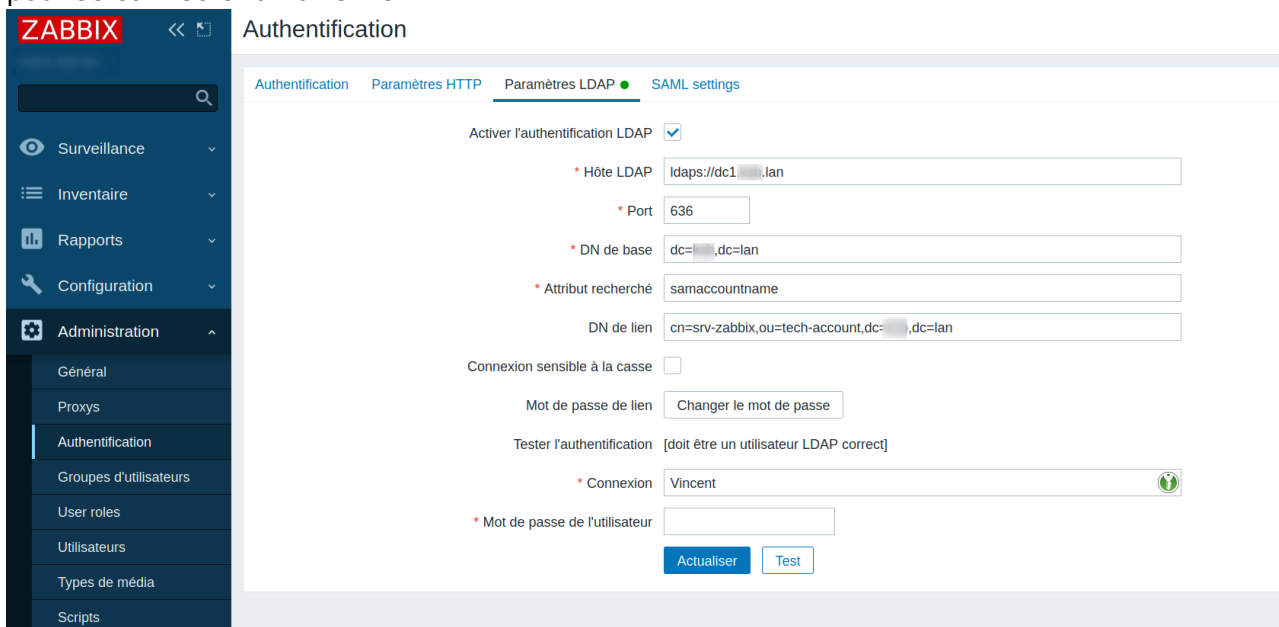 ZABBIX
Authentification
Authentification Paramètres HTTP Paramètres LDAP SAML settings
Surveillance
Inventaire
Rapports
Configuration
Administration
Général
Proxys
Authentification
Groupes d'utilisateurs
User roles
Utilisateurs
Types de média
Scripts
Activer l'authentification LDAP
* Hôte LDAP ldaps://dc1 .lan
* Port 636
* DN de base dc= ,dc=lan
* Attribut recherché samaccountname
DN de lien cn=srv-zabbix,ou=tech-account,dc= ,dc=lan
Connexion sensible à la casse
Mot de passe de lien Changer le mot de passe
Tester l'authentification [doit être un utilisateur LDAP correct]
* Connexion Vincent
* Mot de passe de l'utilisateur
Actualiser Test